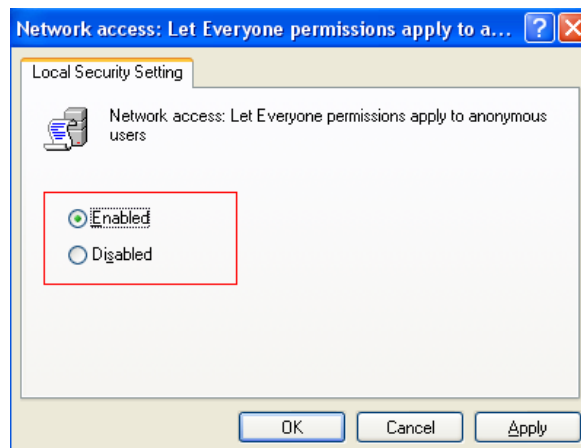 Network access: Let Everyone permissions apply to a...
Local Security Setting
Network access: Let Everyone permissions apply to anonymous
users
Enabled
Disabled
OK Cancel Apply